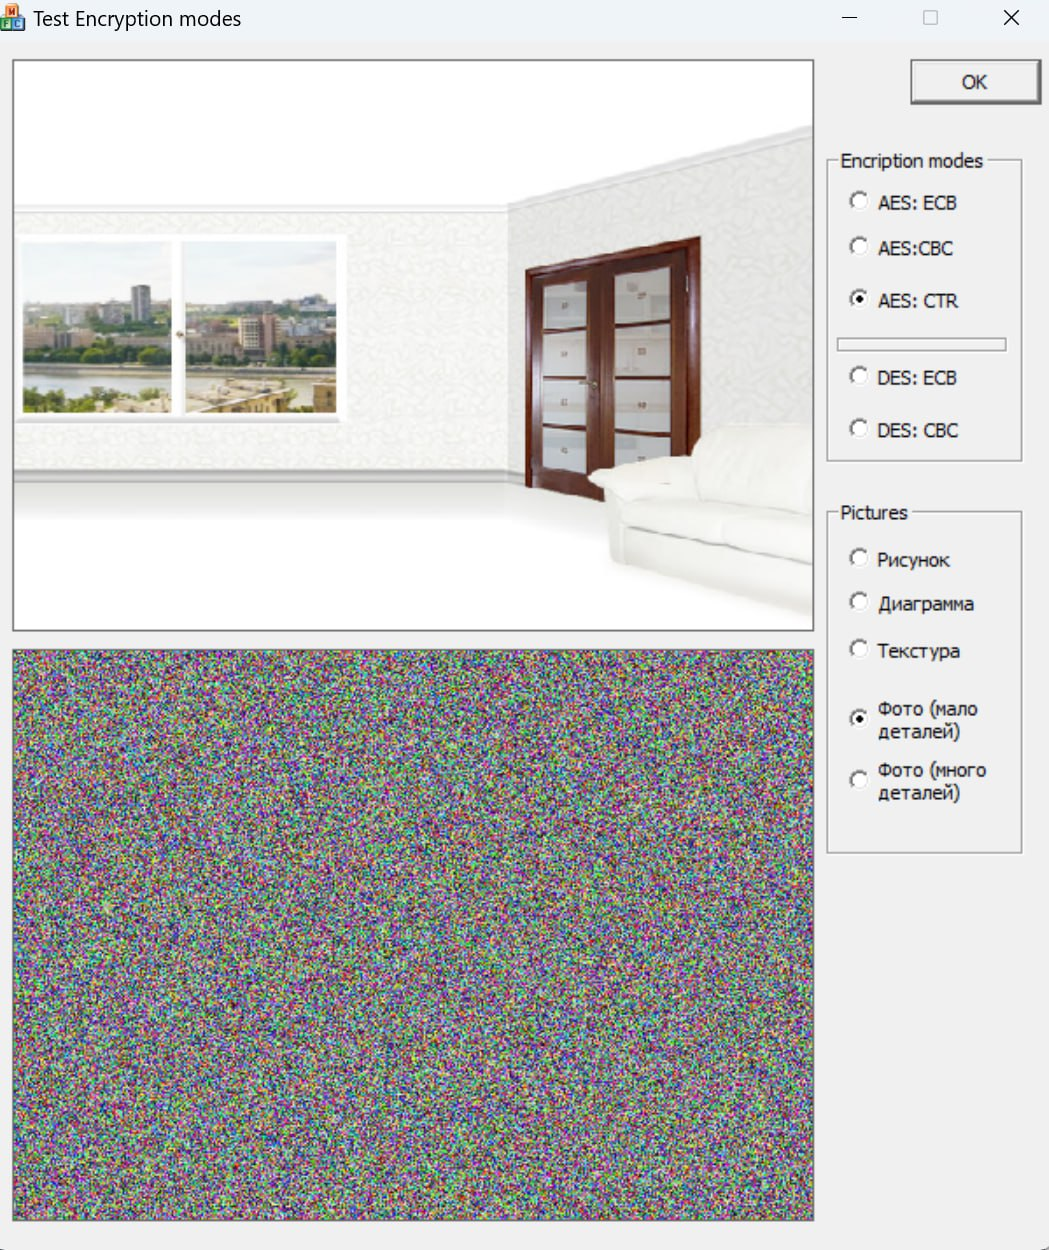 Test Encryption modes
OK
Encription modes
AES: ECB
AES:CBC
AES: CTR
DES: ECB
DES: CBC
Pictures
Рисунок
Диаграмма
Текстура
Фото (мало
деталей)
Фото (много
деталей)